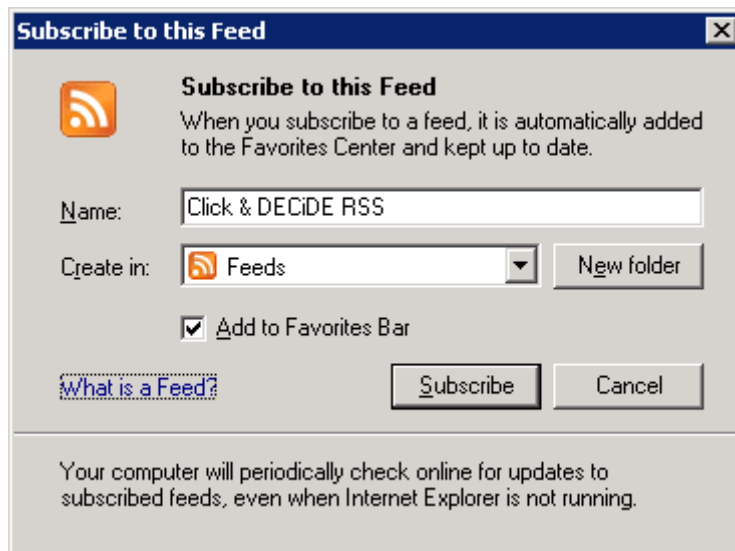 Subscribe to this Feed
Subscribe to this Feed
When you subscribe to a feed, it is automatically added
to the Favorites Center and kept up to date.
Name:
Click & DECiDE RSS
Create in:
Feeds
New folder
Add to Favorites Bar
What is a Feed?
Subscribe
Cancel
Your computer will periodically check online for updates to
subscribed feeds, even when Internet Explorer is not running.